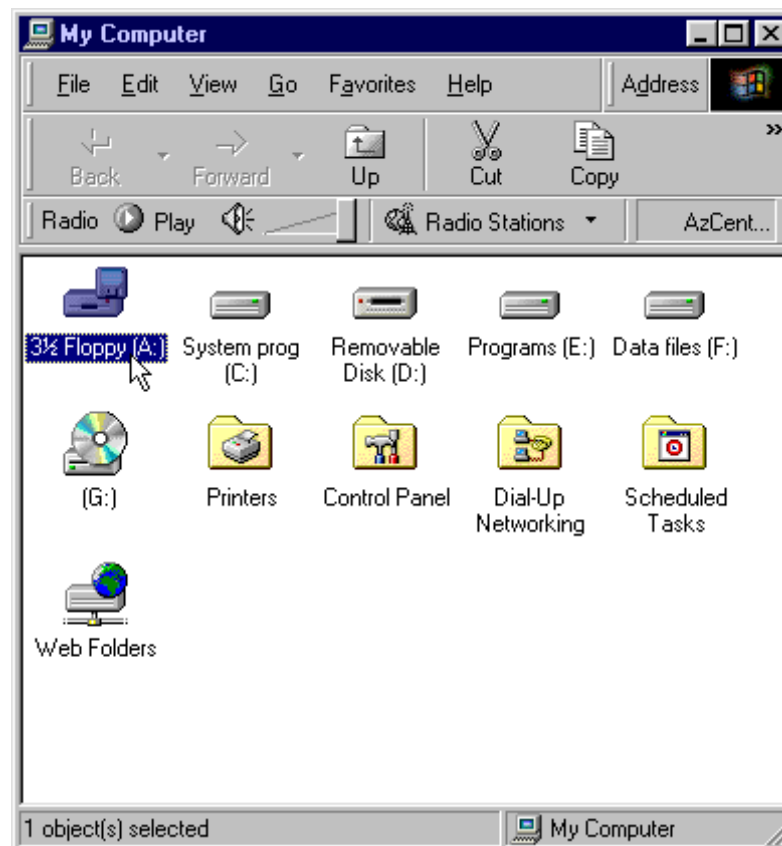 My Computer
File Edit View Go Favorites Help Address
Back Forward Up Cut Copy »
Radio Play Radio Stations AzCent...
3½ Floppy (A:) System prog (C:) Removable Disk (D:) Programs (E:) Data files (F:)
(G:) Printers Control Panel Dial-Up Networking Scheduled Tasks
Web Folders
1 object(s) selected My Computer